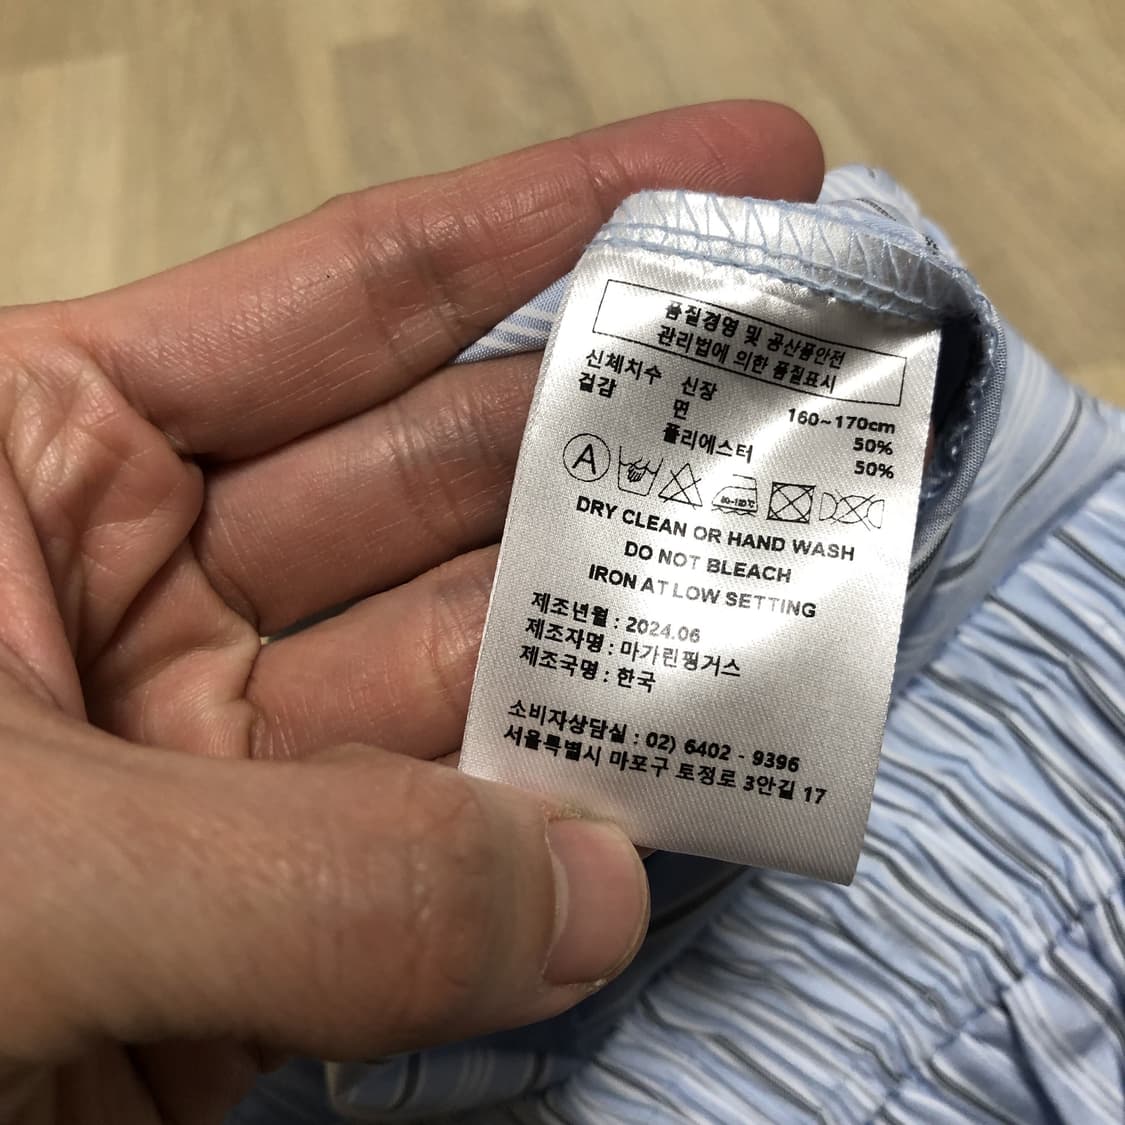 품질경영 및 공산품안전
관리법에 의한 품질표시
신체치수 신장 160~170cm
겉감 면 50%
폴리에스터 50%
A
80-120℃
DRY CLEAN OR HAND WASH
DO NOT BLEACH
IRON AT LOW SETTING
제조년월 : 2024.06
제조자명 : 마가린핑거스
제조국명 : 한국
소비자상담실 : 02) 6402 - 9396
서울특별시 마포구 토정로 3안길 17